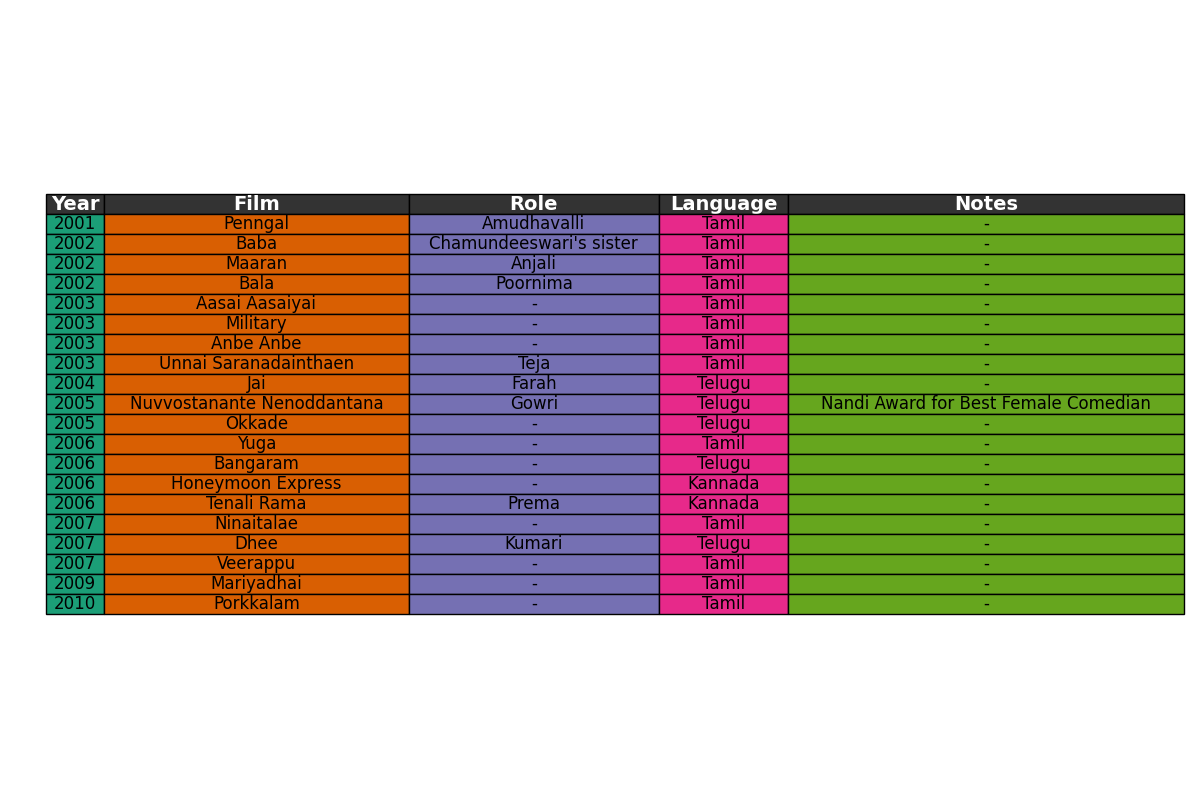 Year Film Role Language Notes
2001 Penngal Amudhavalli Tamil -
2002 Baba Chamundeeswari's sister Tamil -
2002 Maaran Anjali Tamil -
2002 Bala Poornima Tamil -
2003 Aasai Aasaiyai - Tamil -
2003 Military - Tamil -
2003 Anbe Anbe - Tamil -
2003 Unnai Saranadainthaen Teja Tamil -
2004 Jai Farah Telugu -
2005 Nuvvostanante Nenoddantana Gowri Telugu Nandi Award for Best Female Comedian
2005 Okkade - Telugu -
2006 Yuga - Tamil -
2006 Bangaram - Telugu -
2006 Honeymoon Express - Kannada -
2006 Tenali Rama Prema Kannada -
2007 Ninaitalae - Tamil -
2007 Dhee Kumari Telugu -
2007 Veerappu - Tamil -
2009 Mariyadhai - Tamil -
2010 Porkkalam - Tamil -